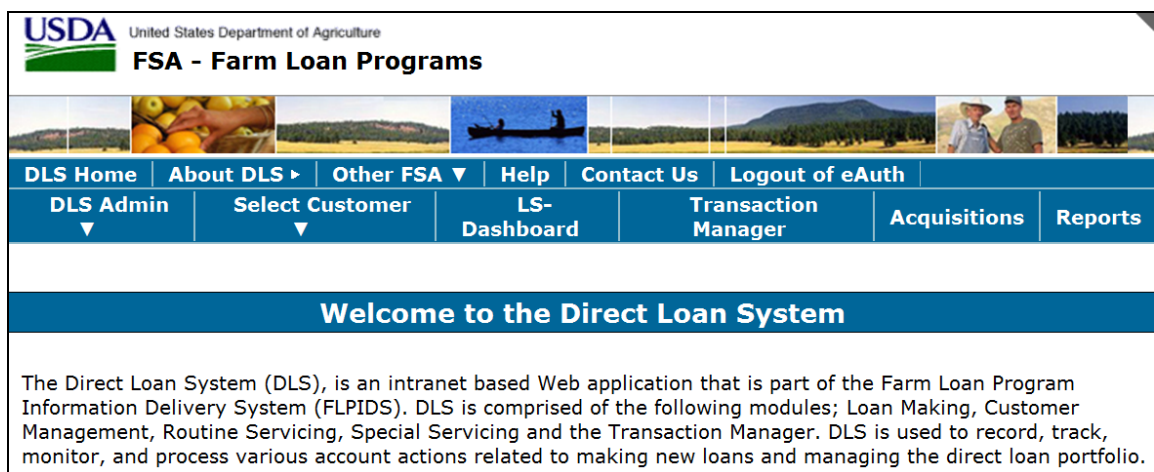 USDA United States Department of Agriculture
FSA - Farm Loan Programs
DLS Home About DLS ▸ Other FSA ▼ Help Contact Us Logout of eAuth
DLS Admin ▼ Select Customer ▼ LS-Dashboard Transaction Manager Acquisitions Reports
Welcome to the Direct Loan System
The Direct Loan System (DLS), is an intranet based Web application that is part of the Farm Loan Program
Information Delivery System (FLPIDS). DLS is comprised of the following modules; Loan Making, Customer
Management, Routine Servicing, Special Servicing and the Transaction Manager. DLS is used to record, track,
monitor, and process various account actions related to making new loans and managing the direct loan portfolio.